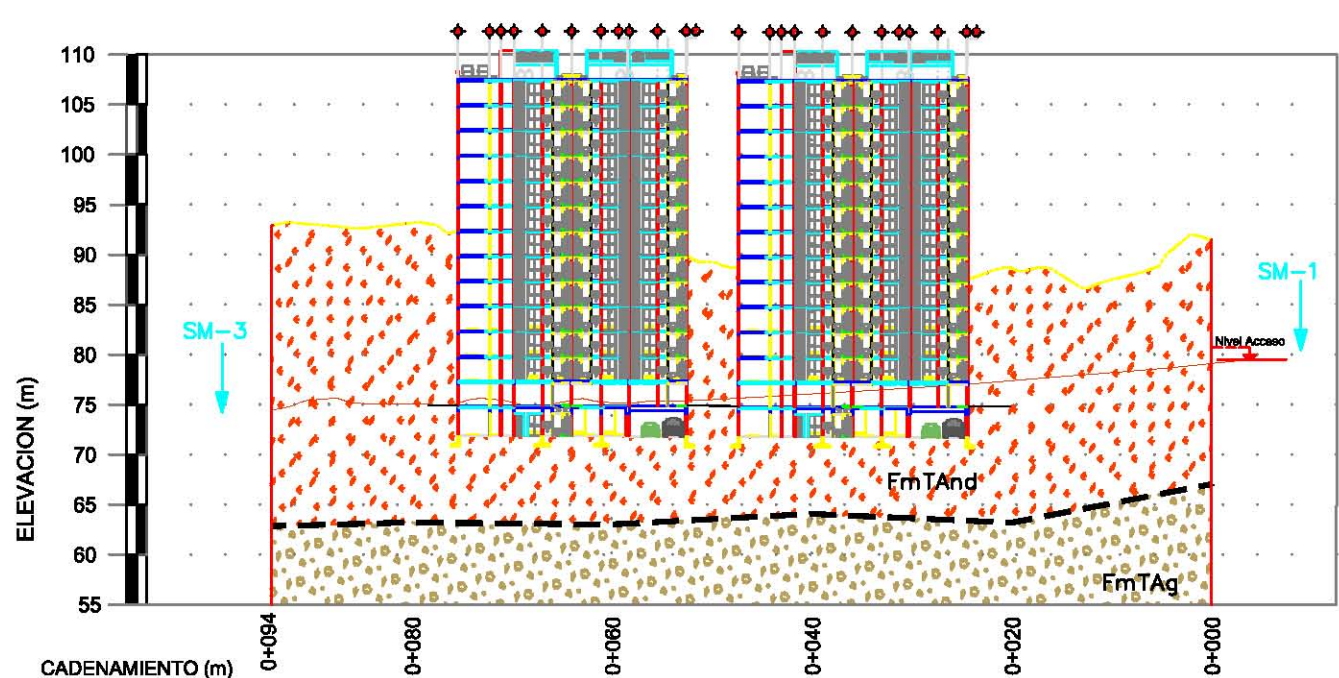 110
105
100
95
90
85
80
75
70
65
60
55
ELEVACION (m)
SM-3
SM-1
Nivel Acceso
FmTAnd
FmTAg
0+094
0+080
0+060
0+040
0+020
0+000
CADENAMIENTO (m)